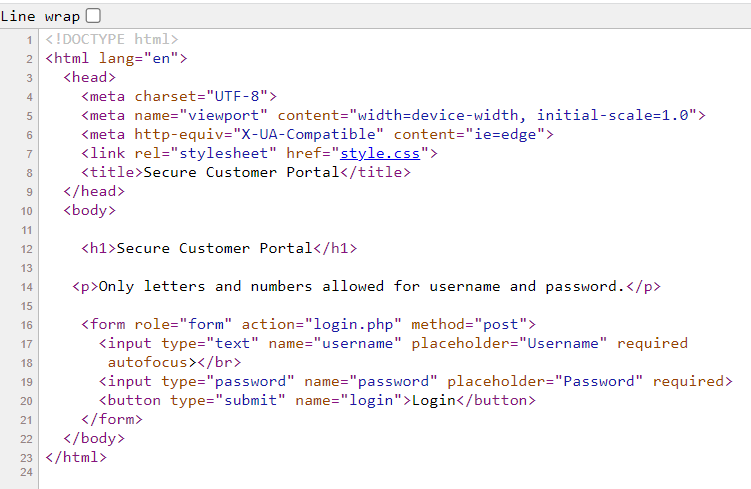 Line wrap
1 <!DOCTYPE html>
2 <html lang="en">
3 <head>
4 <meta charset="UTF-8">
5 <meta name="viewport" content="width=device-width, initial-scale=1.0">
6 <meta http-equiv="X-UA-Compatible" content="ie=edge">
7 <link rel="stylesheet" href="style.css">
8 <title>Secure Customer Portal</title>
9 </head>
10 <body>
11
12 <h1>Secure Customer Portal</h1>
13
14 <p>Only letters and numbers allowed for username and password.</p>
15
16 <form role="form" action="login.php" method="post">
17 <input type="text" name="username" placeholder="Username" required
18 autofocus></br>
19 <input type="password" name="password" placeholder="Password" required>
20 <button type="submit" name="login">Login</button>
21 </form>
22 </body>
23 </html>
24